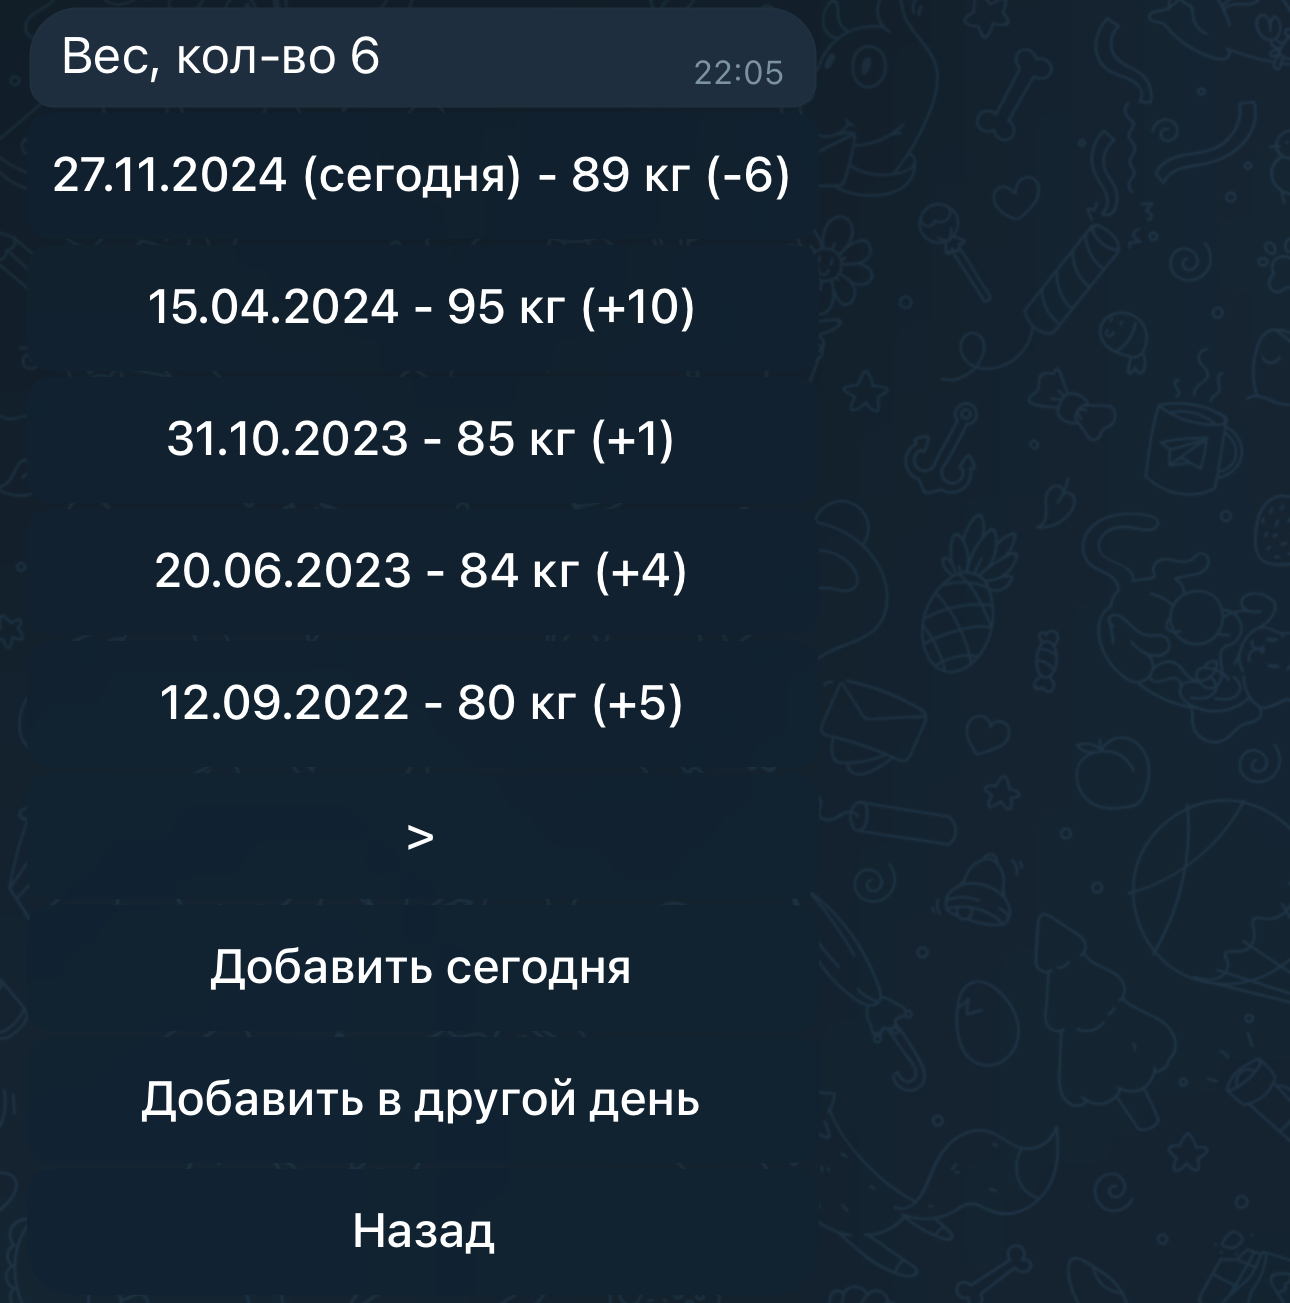 Вес, кол-во 6
22:05
27.11.2024 (сегодня) - 89 кг (-6)
15.04.2024 - 95 кг (+10)
31.10.2023 - 85 кг (+1)
20.06.2023 - 84 кг (+4)
12.09.2022 - 80 кг (+5)
>
Добавить сегодня
Добавить в другой день
Назад